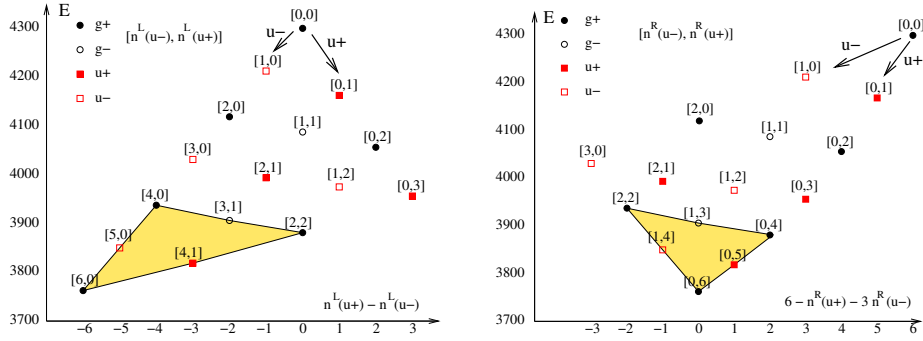 E
[n^L(u−), n^L(u+)]
g+
g−
u+
u−
4300
4200
4100
4000
3900
3800
3700
[0,0]
u−
u+
[1,0]
[0,1]
[2,0]
[1,1]
[0,2]
[3,0]
[2,1]
[1,2]
[0,3]
[4,0]
[3,1]
[2,2]
[5,0]
[4,1]
[6,0]
n^L(u+) − n^L(u−)
−6 −5 −4 −3 −2 −1 0 1 2 3
E
[n^R(u−), n^R(u+)]
g+
g−
u+
u−
4300
4200
4100
4000
3900
3800
3700
[0,0]
u−
u+
[1,0]
[0,1]
[2,0]
[1,1]
[0,2]
[3,0]
[2,1]
[1,2]
[0,3]
[2,2]
[1,3]
[0,4]
[1,4]
[0,5]
[0,6]
6 − n^R(u+) − 3 n^R(u−)
−3 −2 −1 0 1 2 3 4 5 6